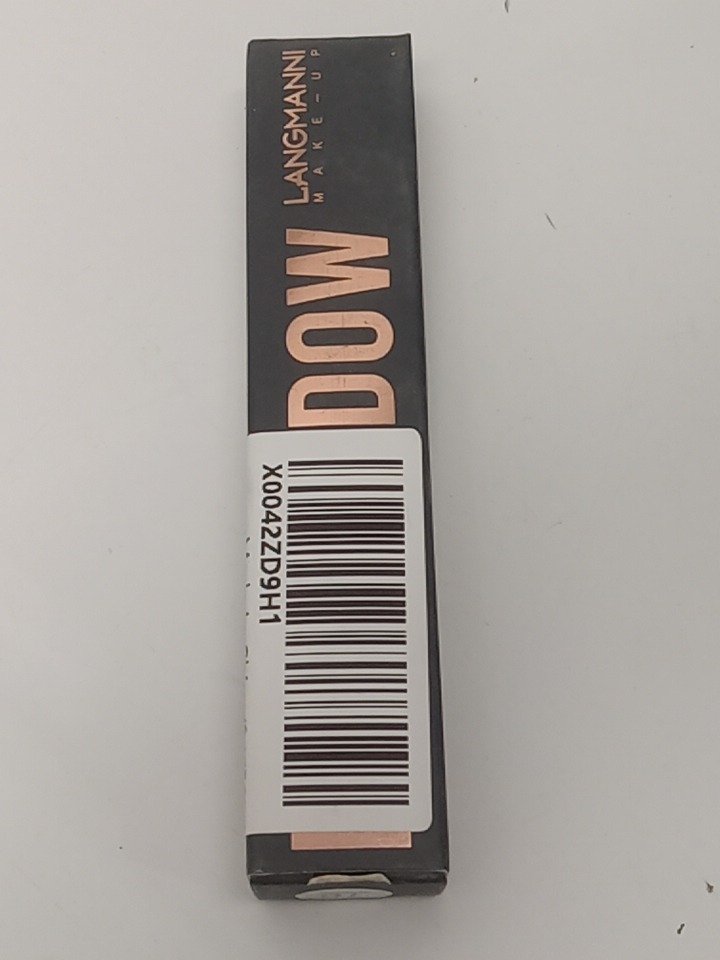 LANGMANNI
MAKE-UP
DOW
X0042ZD9H1